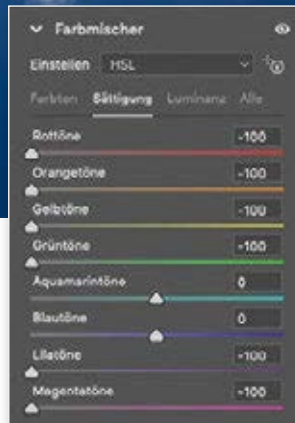 Farbmischer
Einstellen HSL
Farbton Sättigung Luminanz Alle
Rottöne -100
Orangetöne -100
Gelbtöne -100
Grüntöne -100
Aquamarintöne 0
Blautöne 0
Lilatöne -100
Magentatöne -100